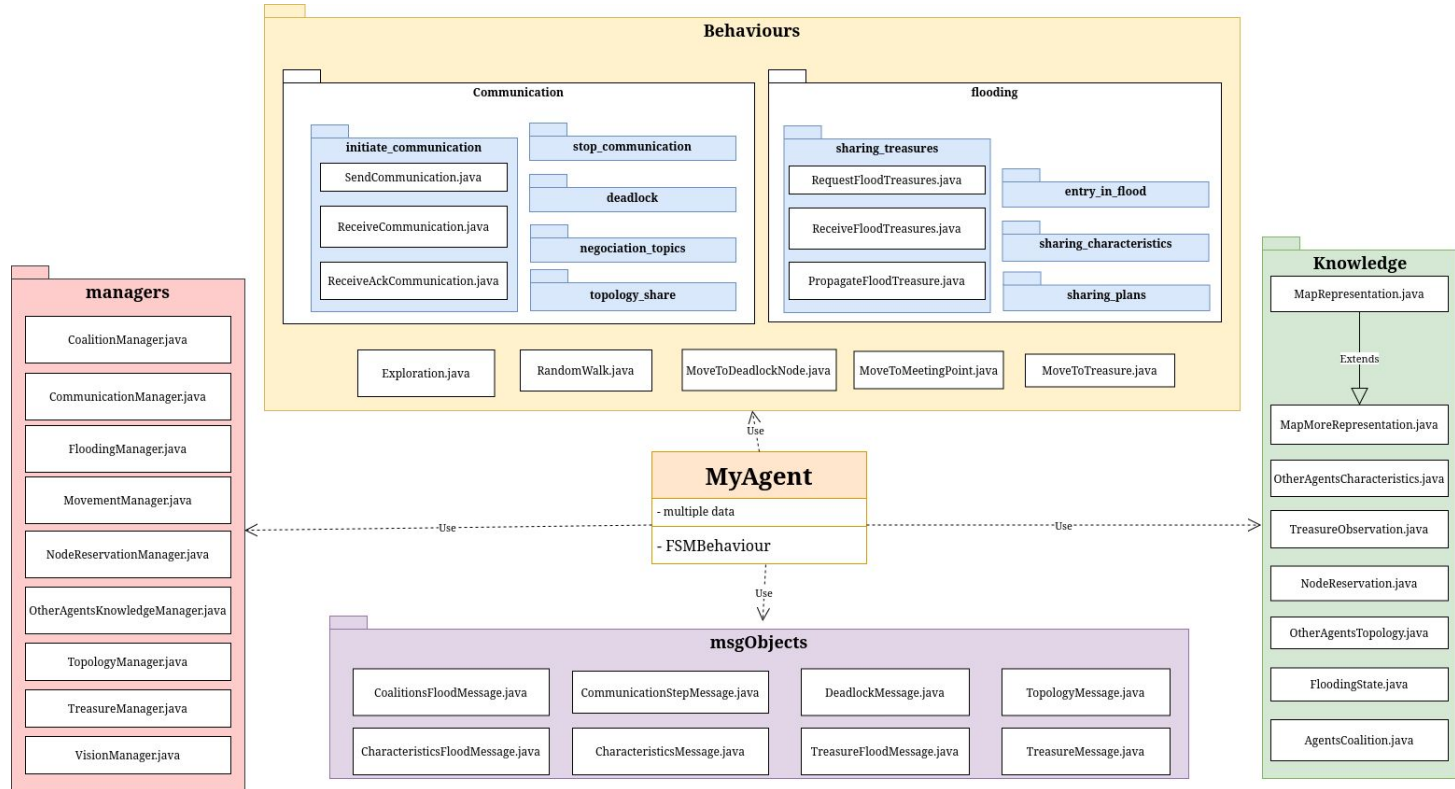 Behaviours
Communication
initiate_communication
SendCommunication.java
ReceiveCommunication.java
ReceiveAckCommunication.java
stop_communication
deadlock
negociation_topics
topology_share
flooding
sharing_treasures
RequestFloodTreasures.java
ReceiveFloodTreasures.java
PropagateFloodTreasure.java
entry_in_flood
sharing_characteristics
sharing_plans
Exploration.java
RandomWalk.java
MoveToDeadlockNode.java
MoveToMeetingPoint.java
MoveToTreasure.java
managers
CoalitionManager.java
CommunicationManager.java
FloodingManager.java
MovementManager.java
NodeReservationManager.java
OtherAgentsKnowledgeManager.java
TopologyManager.java
TreasureManager.java
VisionManager.java
Use
Use
MyAgent
- multiple data
- FSMBehaviour
Use
Use
Knowledge
MapRepresentation.java
Extends
MapMoreRepresentation.java
OtherAgentsCharacteristics.java
TreasureObservation.java
NodeReservation.java
OtherAgentsTopology.java
FloodingState.java
AgentsCoalition.java
msgObjects
CoalitionsFloodMessage.java
CommunicationStepMessage.java
DeadlockMessage.java
TopologyMessage.java
CharacteristicsFloodMessage.java
CharacteristicsMessage.java
TreasureFloodMessage.java
TreasureMessage.java